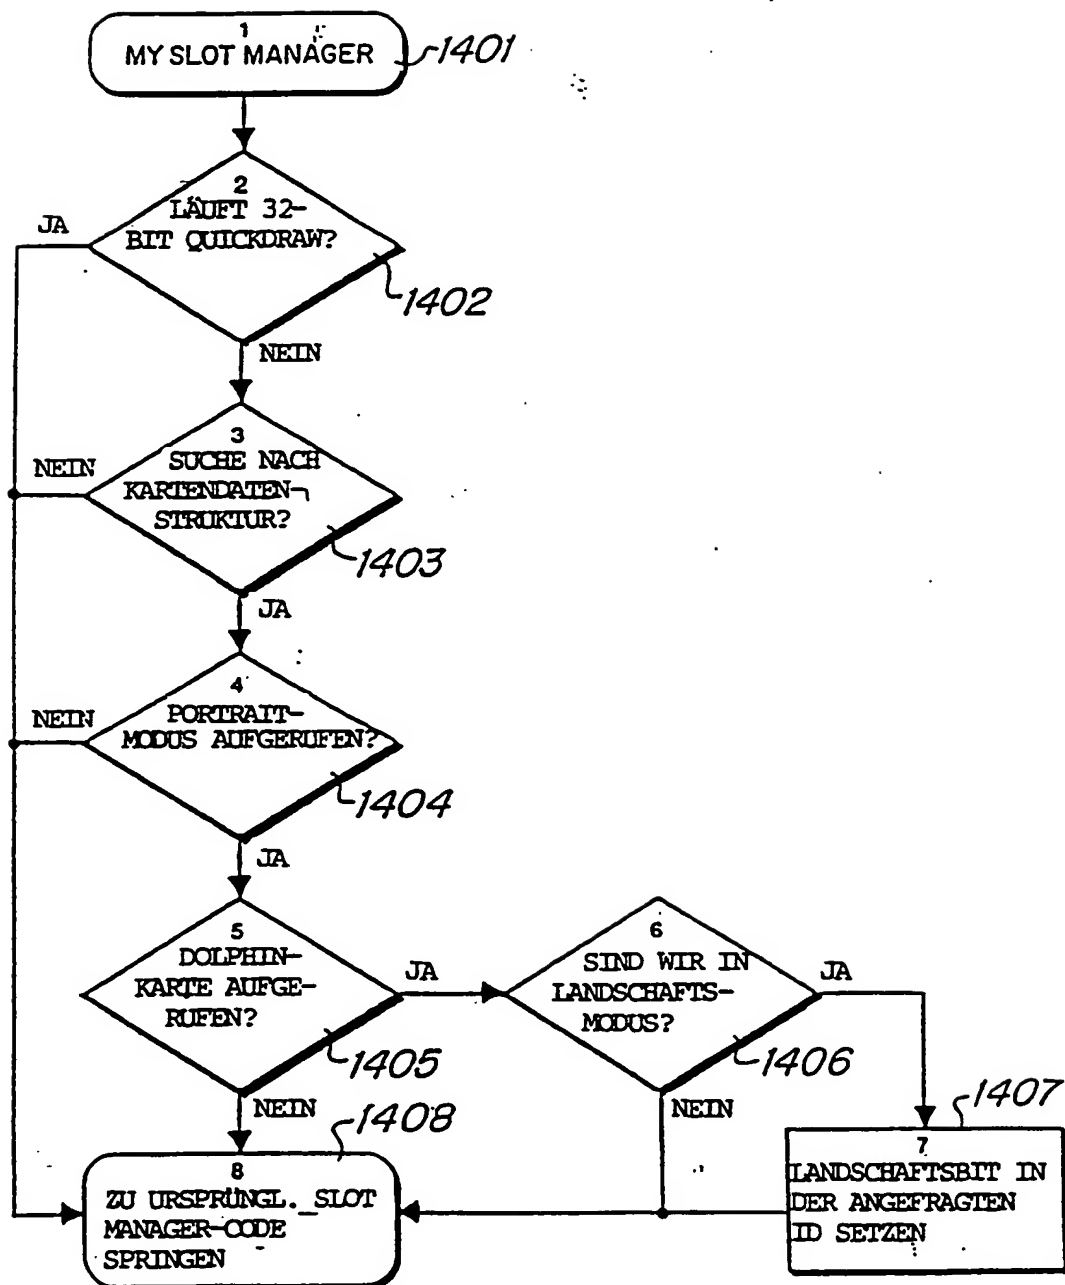 1
MY SLOT MANAGER
1401
2
LÄUFT 32-
BIT QUICKDRAW?
JA
1402
NEIN
3
SUCHE NACH
KARTENDATEN-
STRUKTUR?
NEIN
1403
JA
4
PORTRAIT-
MODUS AUFGERUFEN?
NEIN
1404
JA
5
DOLPHIN-
KARTE AUFGE-
RUFEN?
JA
1405
NEIN
6
SIND WIR IN
LANDSCHAFTS-
MODUS?
JA
1406
NEIN
1407
7
LANDSCHAFTSBIT IN
DER ANGEFRAGTEN
ID SETZEN
1408
8
ZU URSPRÜNGL. SLOT
MANAGER-CODE
SPRINGEN